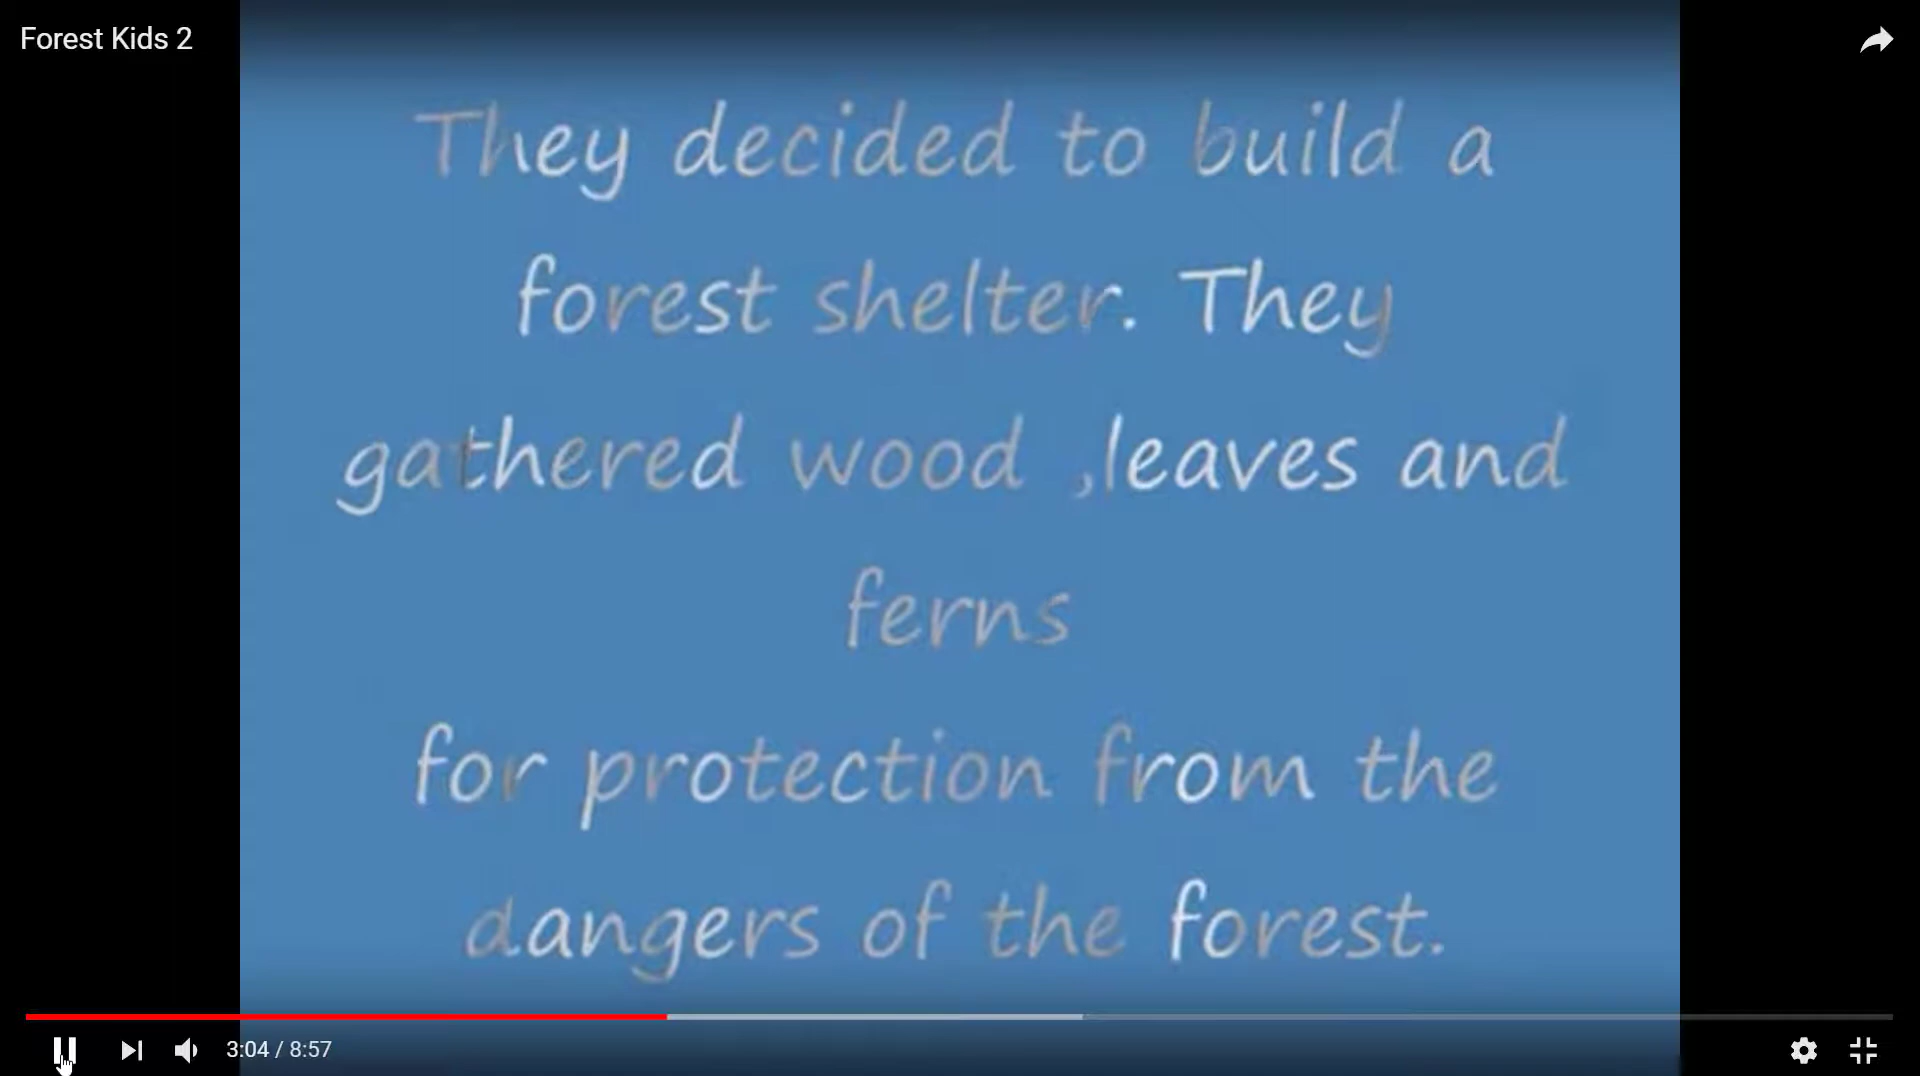 Forest Kids 2
They decided to build a
forest shelter. They
gathered wood ,leaves and
ferns
for protection from the
dangers of the forest.
3:04 / 8:57